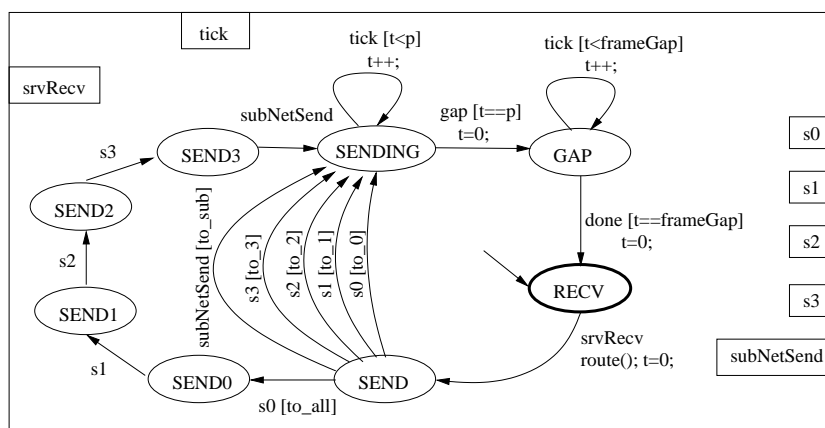 tick
tick [t<p]
t++;
tick [t<frameGap]
t++;
srvRecv
subNetSend
gap [t==p]
t=0;
s0
s3
SEND3
SENDING
GAP
s1
SEND2
subNetSend [to_sub]
s3 [to_3]
s2 [to_2]
s1 [to_1]
s0 [to_0]
done [t==frameGap]
t=0;
s2
s2
RECV
s3
SEND1
srvRecv
route(); t=0;
subNetSend
s1
SEND0
SEND
s0 [to_all]